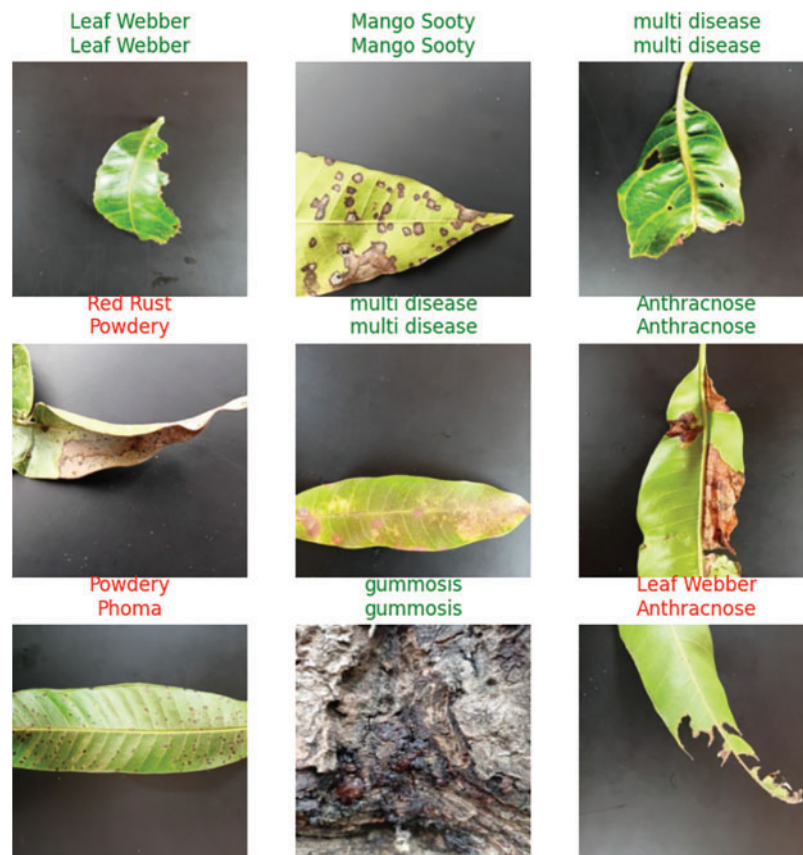 Leaf Webber
Leaf Webber
Mango Sooty
Mango Sooty
multi disease
multi disease
Red Rust
Powdery
multi disease
multi disease
Anthracnose
Anthracnose
Powdery
Phoma
gummosis
gummosis
Leaf Webber
Anthracnose